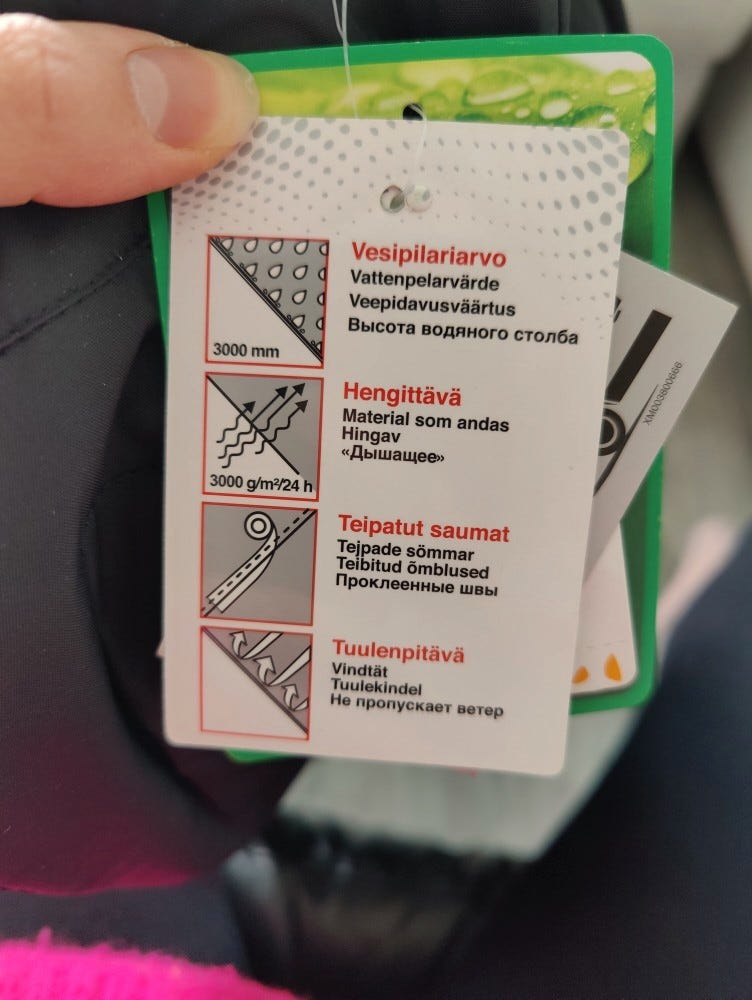 Vesipilariarvo
Vattenpelarvärde
Veepidavusväärtus
Высота водяного столба
3000 mm
Hengittävä
Material som andas
Hingav
«Дышащее»
3000 g/m²/24 h
Teipatut saumat
Tejpade sömmar
Teibitud õmblused
Проклеенные швы
Tuulenpitävä
Vindtät
Tuulekindel
Не пропускает ветер
XM003800666